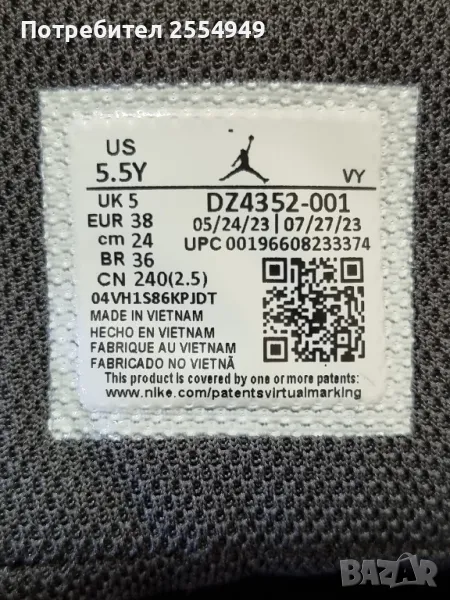 Потребител 2554949
US
5.5Y
VY
UK 5
EUR 38
cm 24
BR 36
CN 240(2.5)
DZ4352-001
05/24/23 | 07/27/23
UPC 00196608233374
04VH1S86KPJDT
MADE IN VIETNAM
HECHO EN VIETNAM
FABRIQUE AU VIETNAM
FABRICADO NO VIETNÃ
This product is covered by one or more patents:
www.nike.com/patentsvirtualmarking
BAZAR